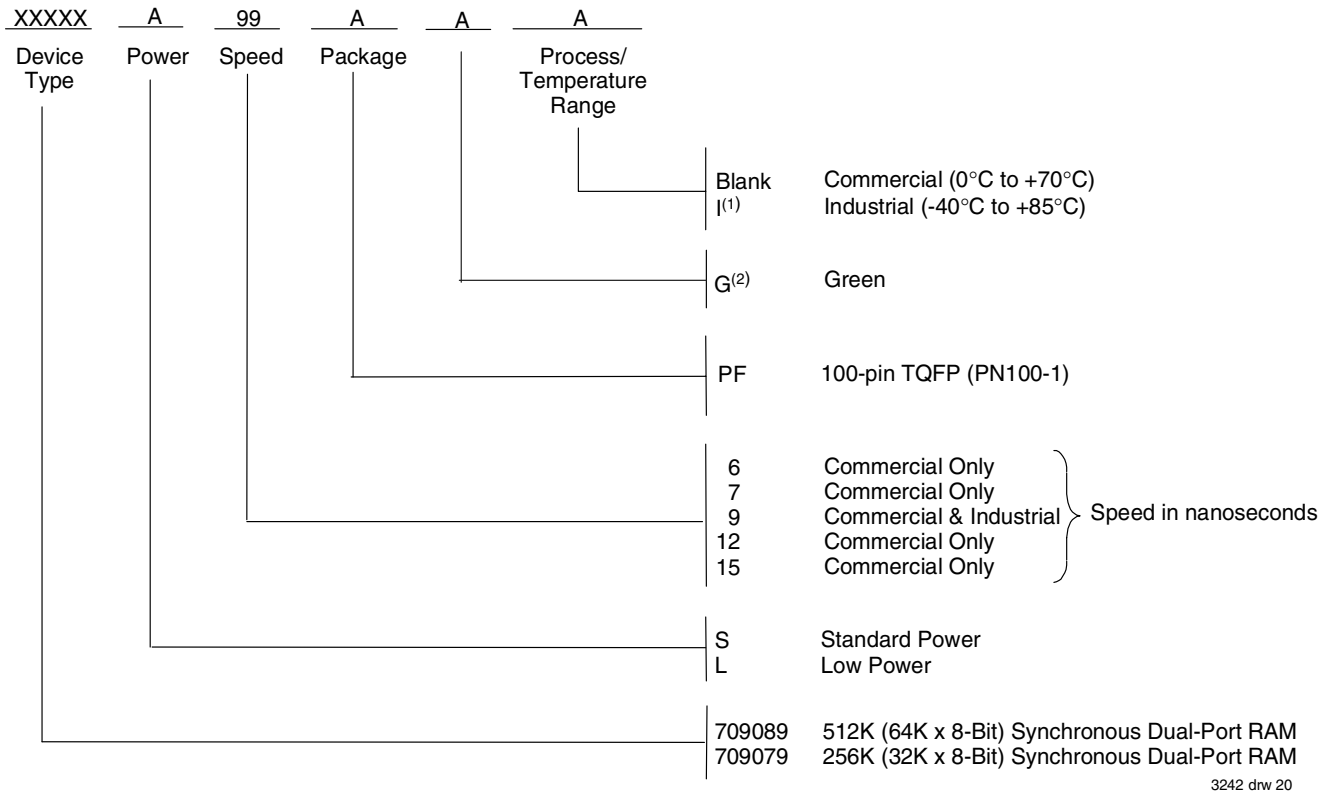 XXXXX A 99 A A A
Device Type Power Speed Package Process/ Temperature Range
Blank Commercial (0°C to +70°C)
I(1) Industrial (-40°C to +85°C)
G(2) Green
PF 100-pin TQFP (PN100-1)
6 Commercial Only
7 Commercial Only
9 Commercial & Industrial Speed in nanoseconds
12 Commercial Only
15 Commercial Only
S Standard Power
L Low Power
709089 512K (64K x 8-Bit) Synchronous Dual-Port RAM
709079 256K (32K x 8-Bit) Synchronous Dual-Port RAM
3242 drw 20